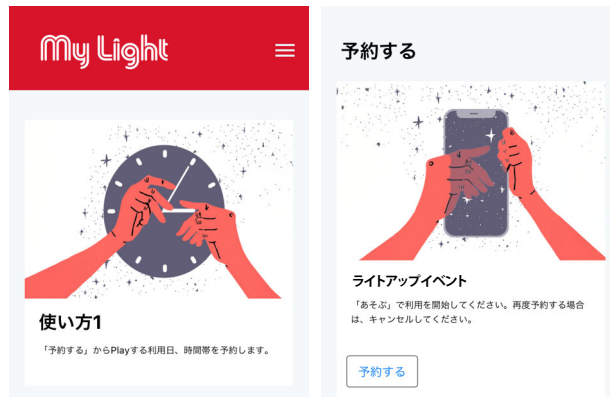 My Light
使い方1
「予約する」からPlayする利用日、時間帯を予約します。
予約する
ライトアップイベント
「あそぶ」で利用を開始してください。再度予約する場合
は、キャンセルしてください。
予約する